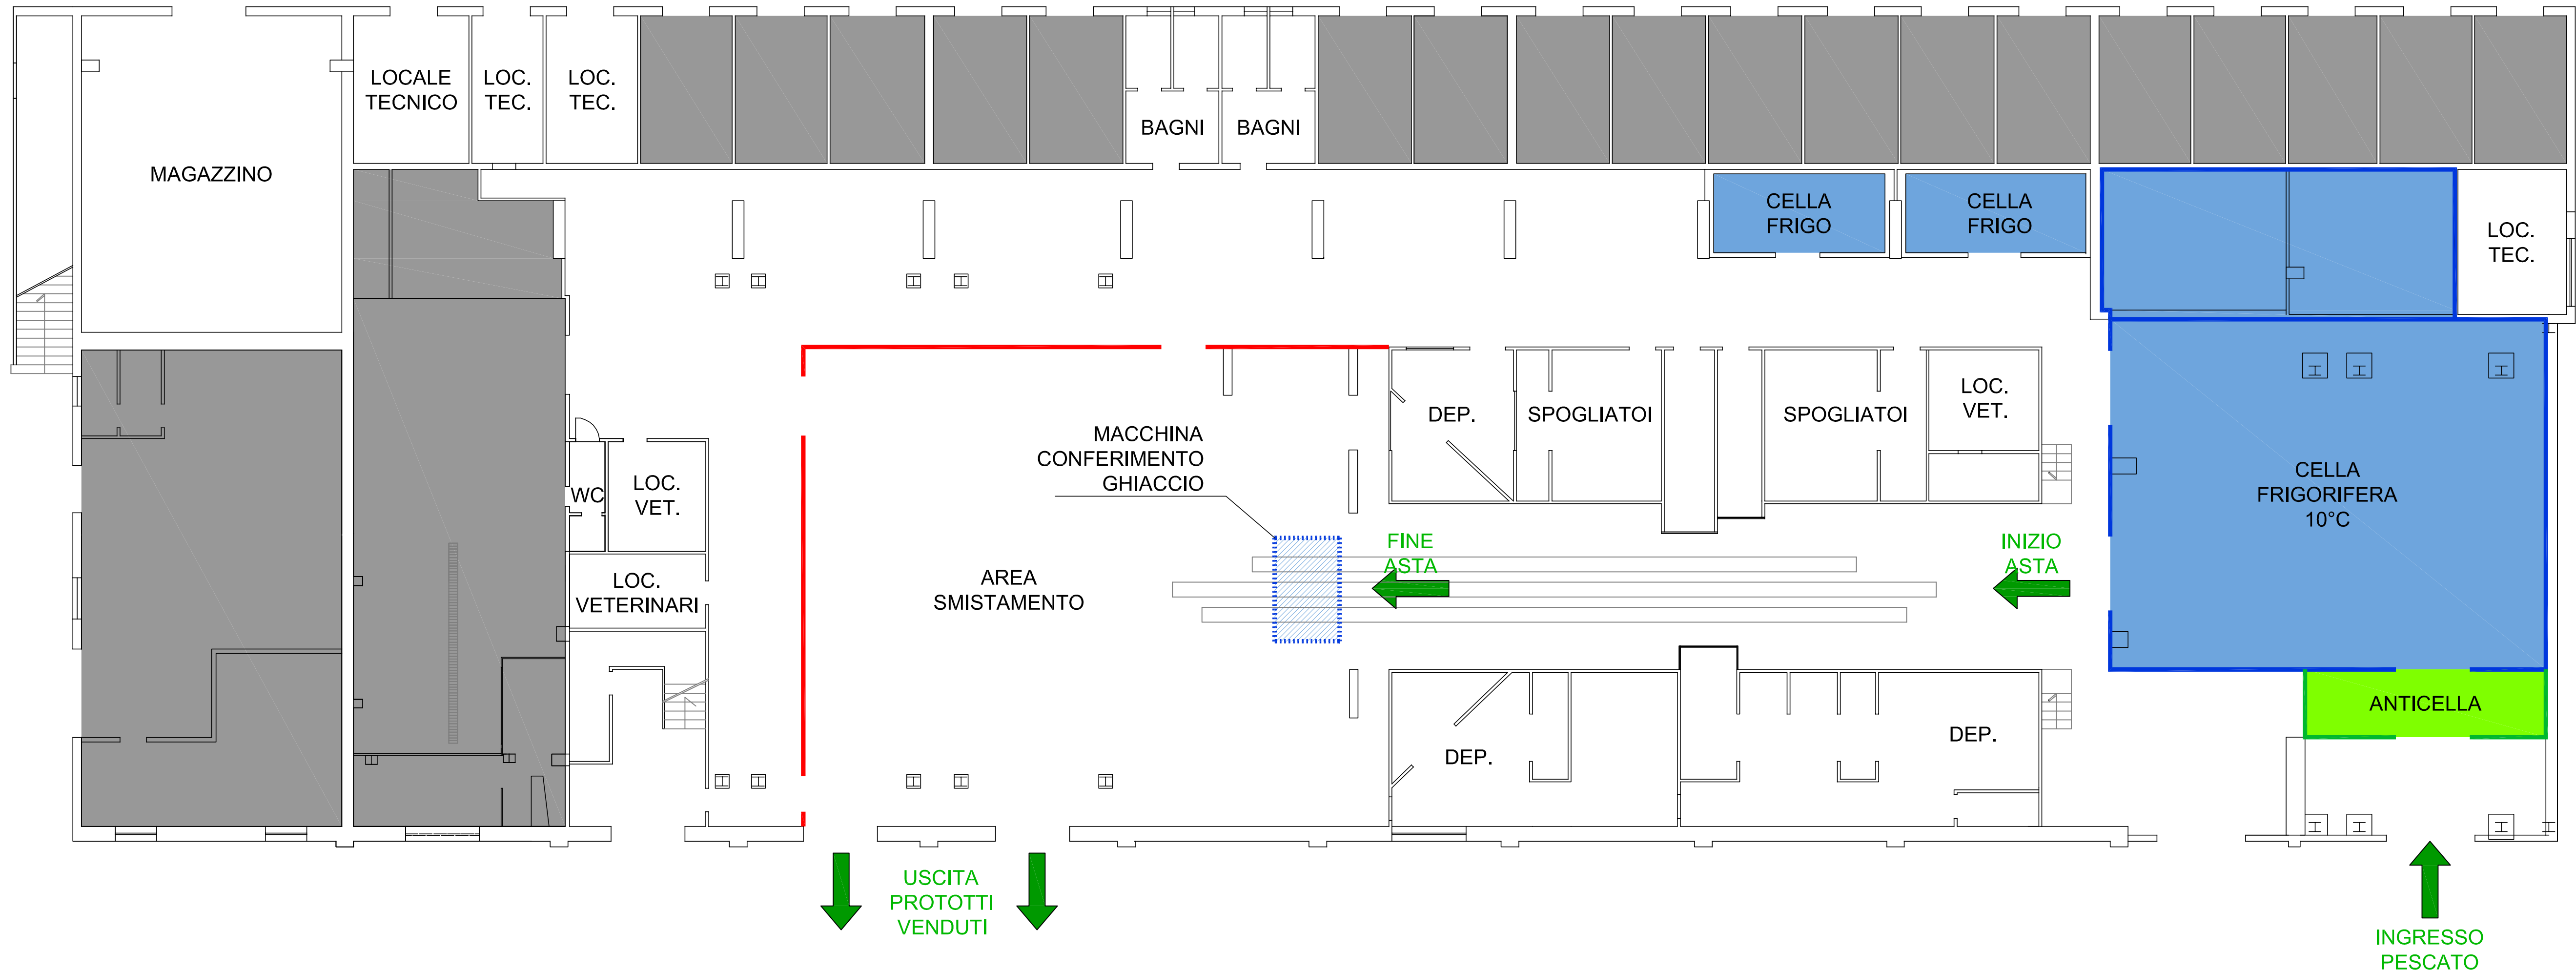 LOCALE
TECNICO
LOC.
TEC.
LOC.
TEC.
BAGNI
BAGNI
MAGAZZINO
CELLA
FRIGO
CELLA
FRIGO
LOC.
TEC.
DEP.
SPOGLIATOI
SPOGLIATOI
LOC.
VET.
MACCHINA
CONFERIMENTO
GHIACCIO
CELLA
FRIGORIFERA
10°C
WC
LOC.
VET.
FINE
ASTA
INIZIO
ASTA
LOC.
VETERINARI
AREA
SMISTAMENTO
ANTICELLA
DEP.
DEP.
USCITA
PROTOTTI
VENDUTI
INGRESSO
PESCATO